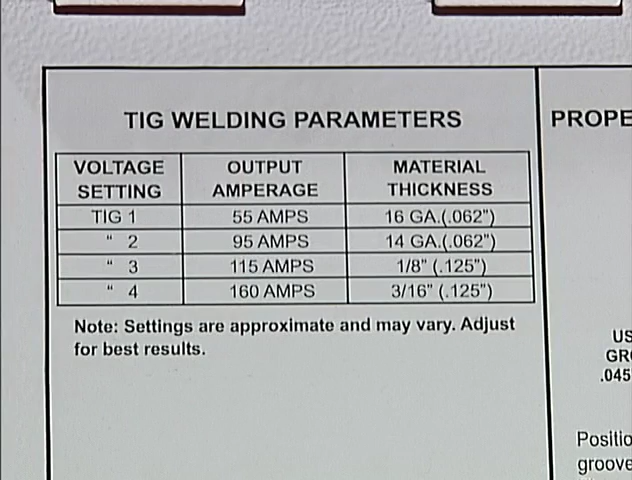 TIG WELDING PARAMETERS
VOLTAGE SETTING OUTPUT AMPERAGE MATERIAL THICKNESS
TIG 1 55 AMPS 16 GA.(.062")
" 2 95 AMPS 14 GA.(.062")
" 3 115 AMPS 1/8" (.125")
" 4 160 AMPS 3/16" (.125")
Note: Settings are approximate and may vary. Adjust
for best results.
PROPE
US
GR
.045
Positio
groove